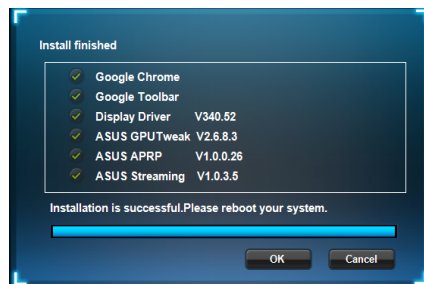 Install finished
Google Chrome
Google Toolbar
Display Driver V340.52
ASUS GPUTweak V2.6.8.3
ASUS APRP V1.0.0.26
ASUS Streaming V1.0.3.5
Installation is successful.Please reboot your system.
OK Cancel